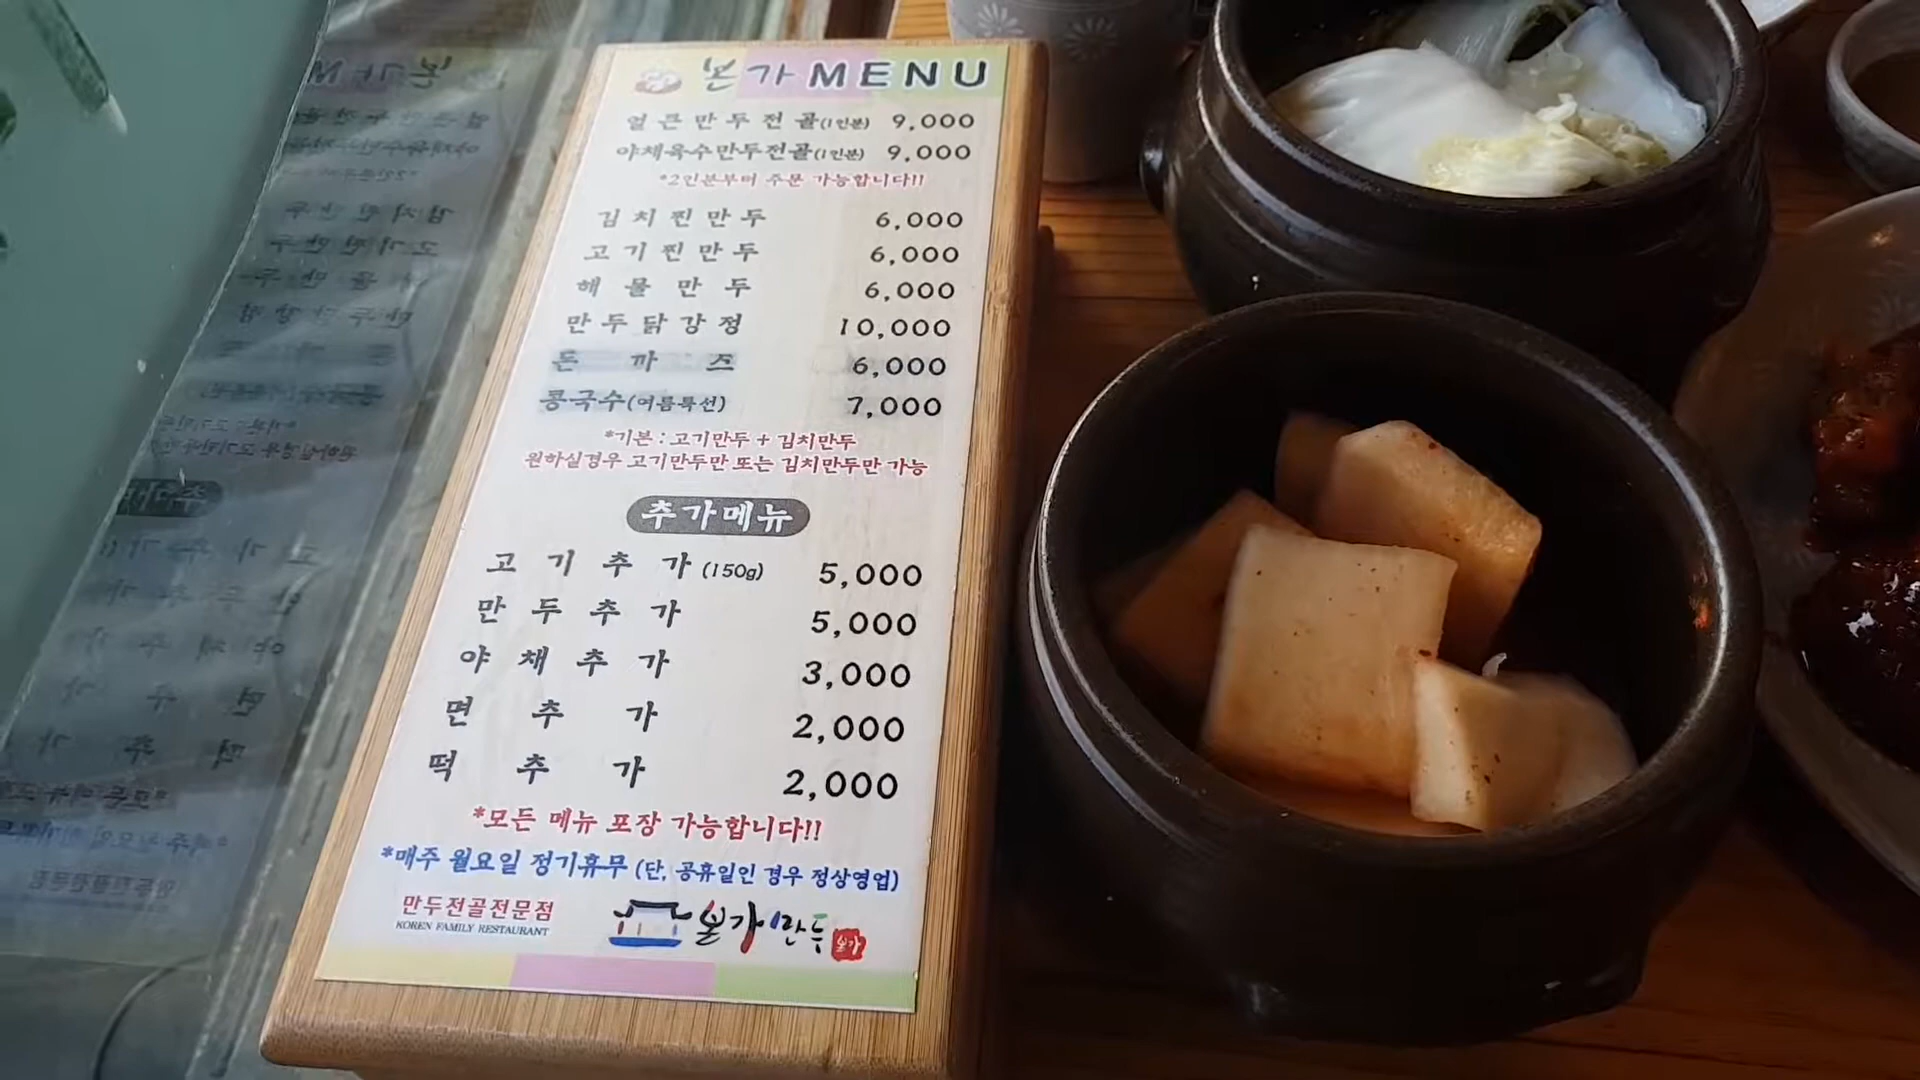 본가 MENU
얼큰만두전골(1인분) 9,000
야채육수만두전골(1인분) 9,000
*2인분부터 주문 가능합니다!!
김치찐만두 6,000
고기찐만두 6,000
해물만두 6,000
만두닭강정 10,000
돈까스 6,000
콩국수(여름특선) 7,000
*기본 : 고기만두 + 김치만두
원하실경우 고기만두만 또는 김치만두만 가능
추가메뉴
고기추가(150g) 5,000
만두추가 5,000
야채추가 3,000
면추가 2,000
떡추가 2,000
*모든 메뉴 포장 가능합니다!!
*매주 월요일 정기휴무 (단, 공휴일인 경우 정상영업)
만두전골전문점
KOREN FAMILY RESTAURANT
본가만두 본가